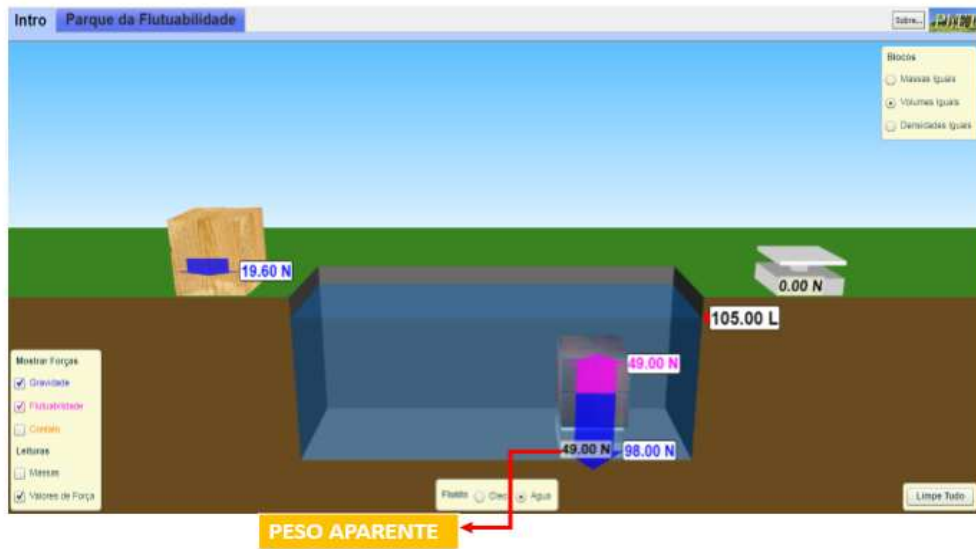 Intro Parque da Flutuabilidade
Sobre... PhET
Blocos
Massas Iguais
Volumes Iguais
Densidades Iguais
19.60 N
0.00 N
105.00 L
49.00 N
49.00 N 98.00 N
Mostrar Forças
Gravidade
Flutuabilidade
Contato
Leituras
Massas
Valores de Força
Fluido Óleo Água
Limpe Tudo
PESO APARENTE